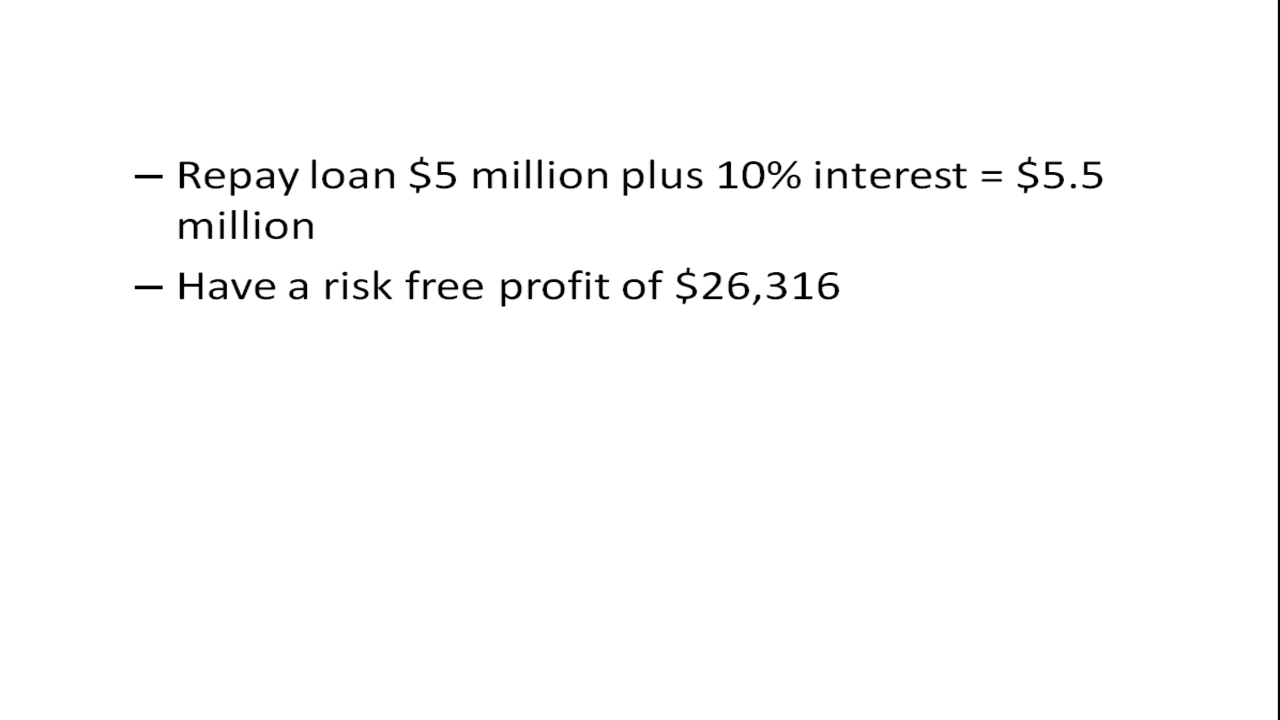 – Repay loan $5 million plus 10% interest = $5.5
million
– Have a risk free profit of $26,316